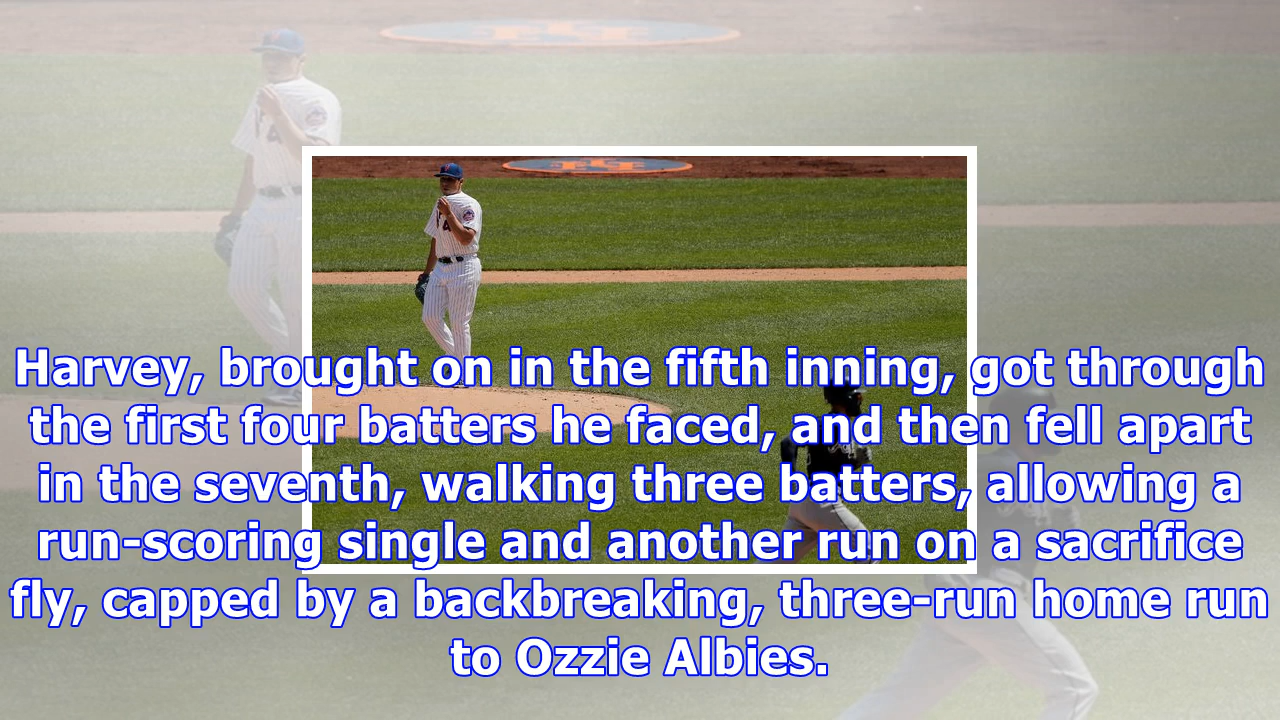 Harvey, brought on in the fifth inning, got through
the first four batters he faced, and then fell apart
in the seventh, walking three batters, allowing a
run-scoring single and another run on a sacrifice
fly, capped by a backbreaking, three-run home run
to Ozzie Albies.